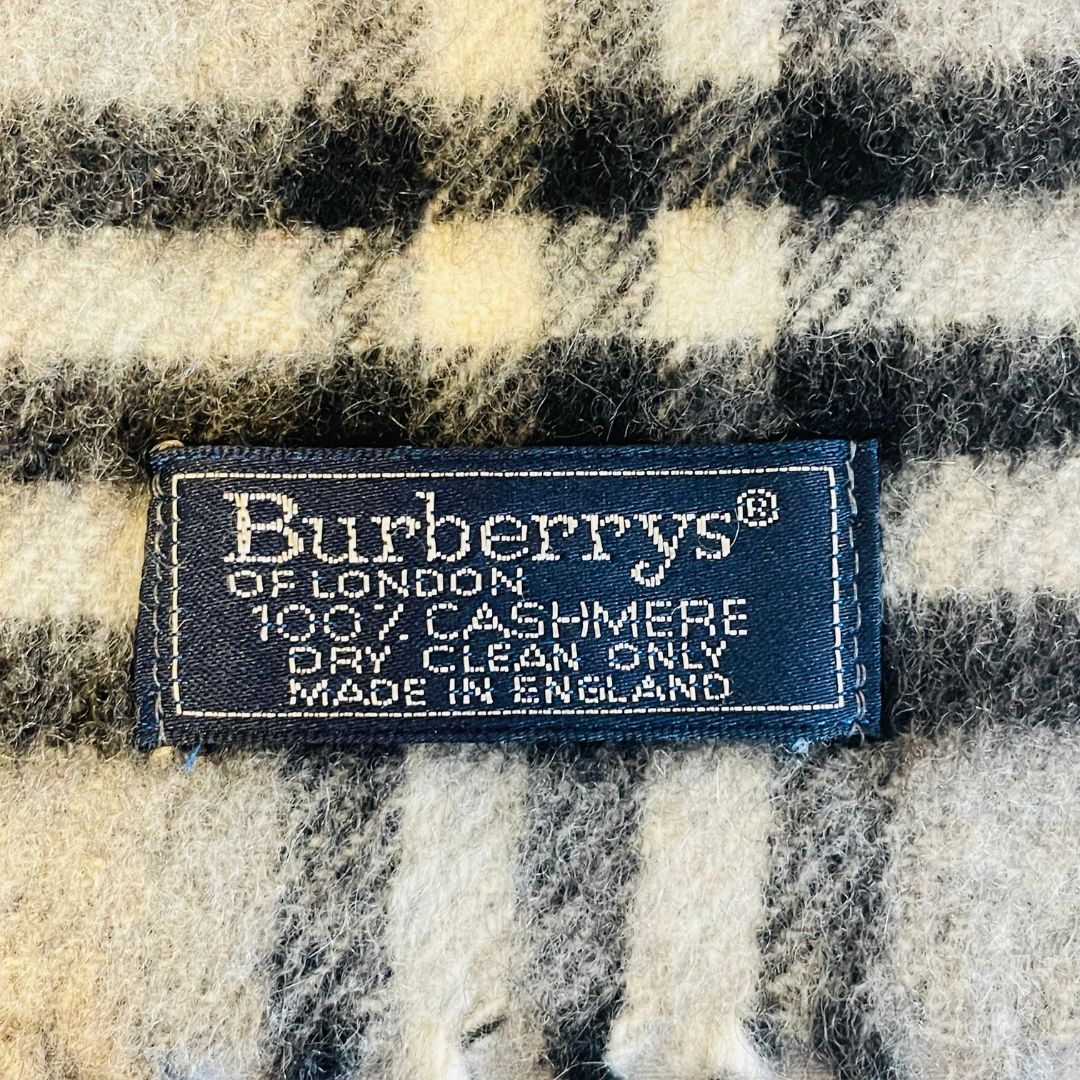 Burberrys®
OF LONDON
100% CASHMERE
DRY CLEAN ONLY
MADE IN ENGLAND